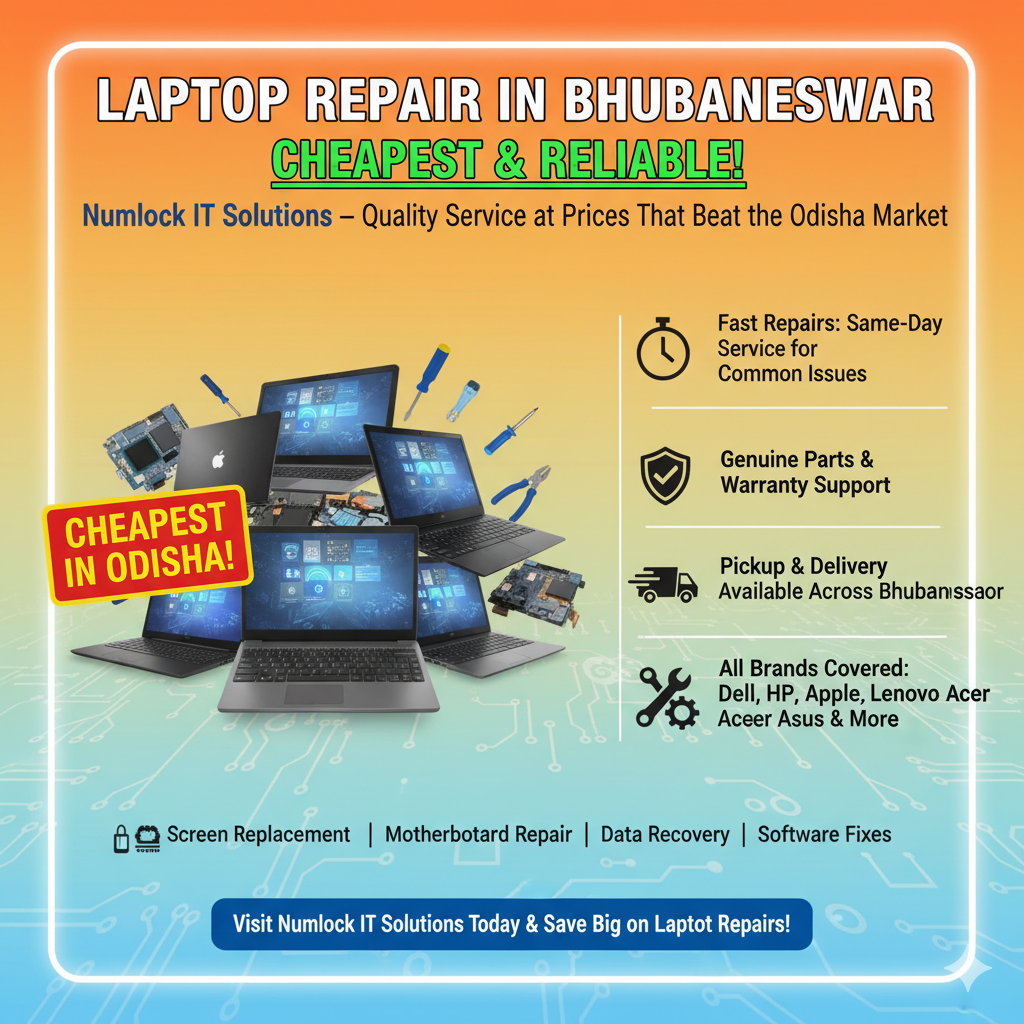 LAPTOP REPAIR IN BHUBANESWAR
CHEAPEST & RELIABLE!
Numlock IT Solutions – Quality Service at Prices That Beat the Odisha Market
CHEAPEST
IN ODISHA!
Fast Repairs: Same-Day
Service for
Common Issues
Genuine Parts &
Warranty Support
Pickup & Delivery
Available Across Bhubanıssaor
All Brands Covered:
Dell, HP, Apple, Lenovo Acer
Aceer Asus & More
Screen Replacement | Motherbotard Repair | Data Recovery | Software Fixes
Visit Numlock IT Solutions Today & Save Big on Laptot Repairs!